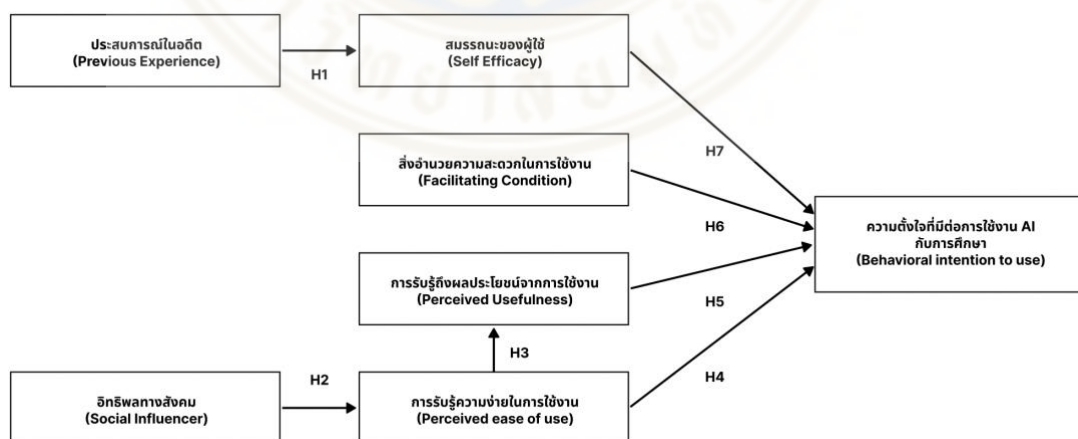 ประสบการณ์ในอดีต
(Previous Experience)
H1
สมรรถนะของผู้ใช้
(Self Efficacy)
H7
สิ่งอำนวยความสะดวกในการใช้งาน
(Facilitating Condition)
H6
ความตั้งใจที่มีต่อการใช้งาน AI
กับการศึกษา
(Behavioral intention to use)
การรับรู้ถึงผลประโยชน์จากการใช้งาน
(Perceived Usefulness)
H5
H3
H4
อิทธิพลทางสังคม
(Social Influencer)
H2
การรับรู้ความง่ายในการใช้งาน
(Perceived ease of use)